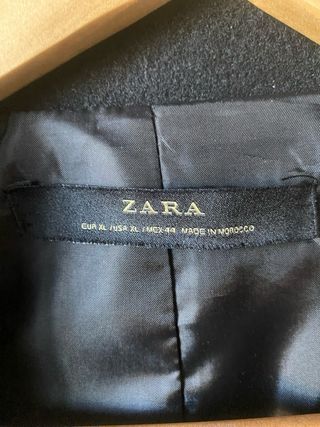 ZARA
EUR XL / USA XL / MEX 44 MADE IN MOROCCO